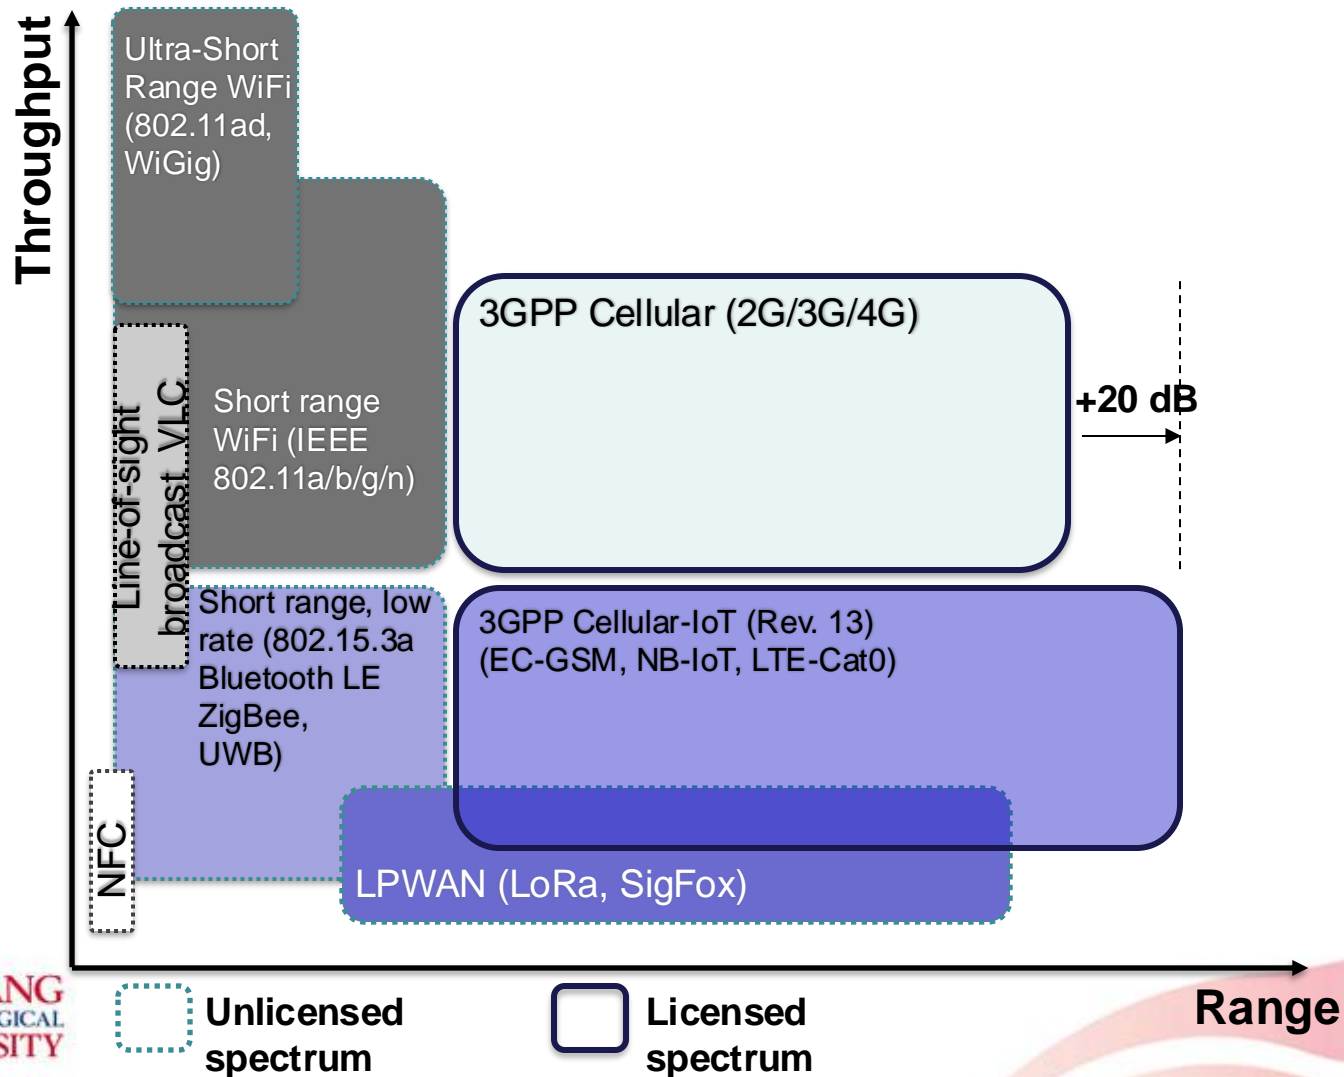 Throughput
Ultra-Short
Range WiFi
(802.11ad,
WiGig)
Short range
WiFi (IEEE
802.11a/b/g/n)
Line-of-sight
broadcast VLC
3GPP Cellular (2G/3G/4G)
+20 dB
Short range, low
rate (802.15.3a
Bluetooth LE
ZigBee,
UWB)
3GPP Cellular-IoT (Rev. 13)
(EC-GSM, NB-IoT, LTE-Cat0)
NFC
LPWAN (LoRa, SigFox)
Range
Unlicensed
spectrum
Licensed
spectrum